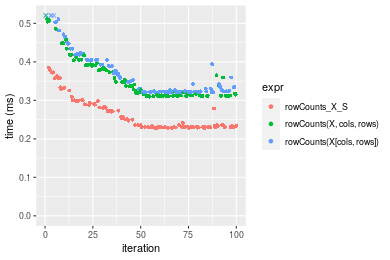 0.5
0.4
0.3
0.2
0.1
0.0
time (ms)
0
25
50
75
100
iteration
expr
rowCounts_X_S
rowCounts(X, cols, rows)
rowCounts(X[cols, rows])